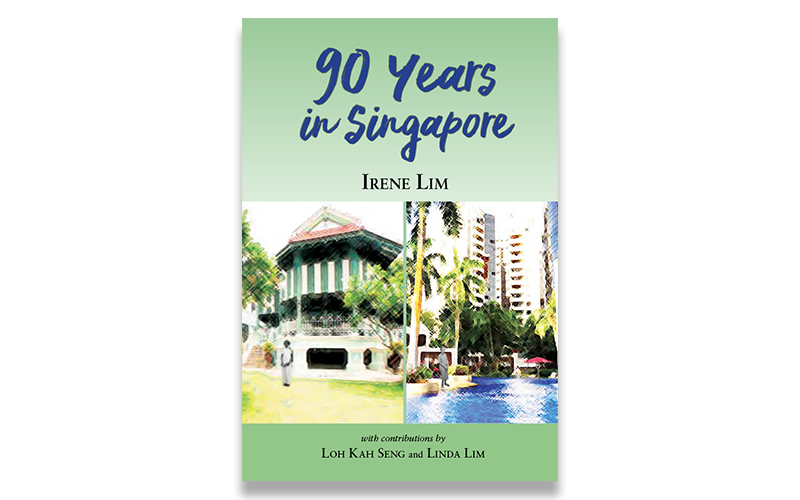 90 Years
in Singapore
IRENE LIM
with contributions by
LOH KAH SENG and LINDA LIM